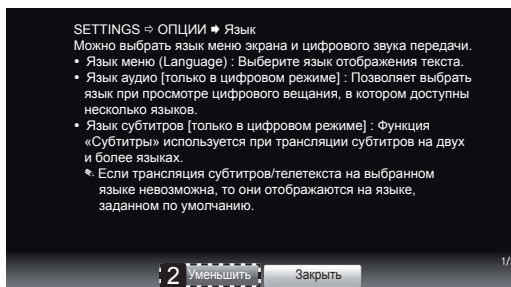 SETTINGS ⇨ ОПЦИИ ➧ Язык
Можно выбрать язык меню экрана и цифрового звука передачи.
• Язык меню (Language) : Выберите язык отображения текста.
• Язык аудио [только в цифровом режиме] : Позволяет выбрать
язык при просмотре цифрового вещания, в котором доступны
несколько языков.
• Язык субтитров [только в цифровом режиме] : Функция
«Субтитры» используется при трансляции субтитров на двух
и более языках.
✎ Если трансляция субтитров/телетекста на выбранном
языке невозможна, то они отображаются на языке,
заданном по умолчанию.
1/
2 Уменьшить Закрыть